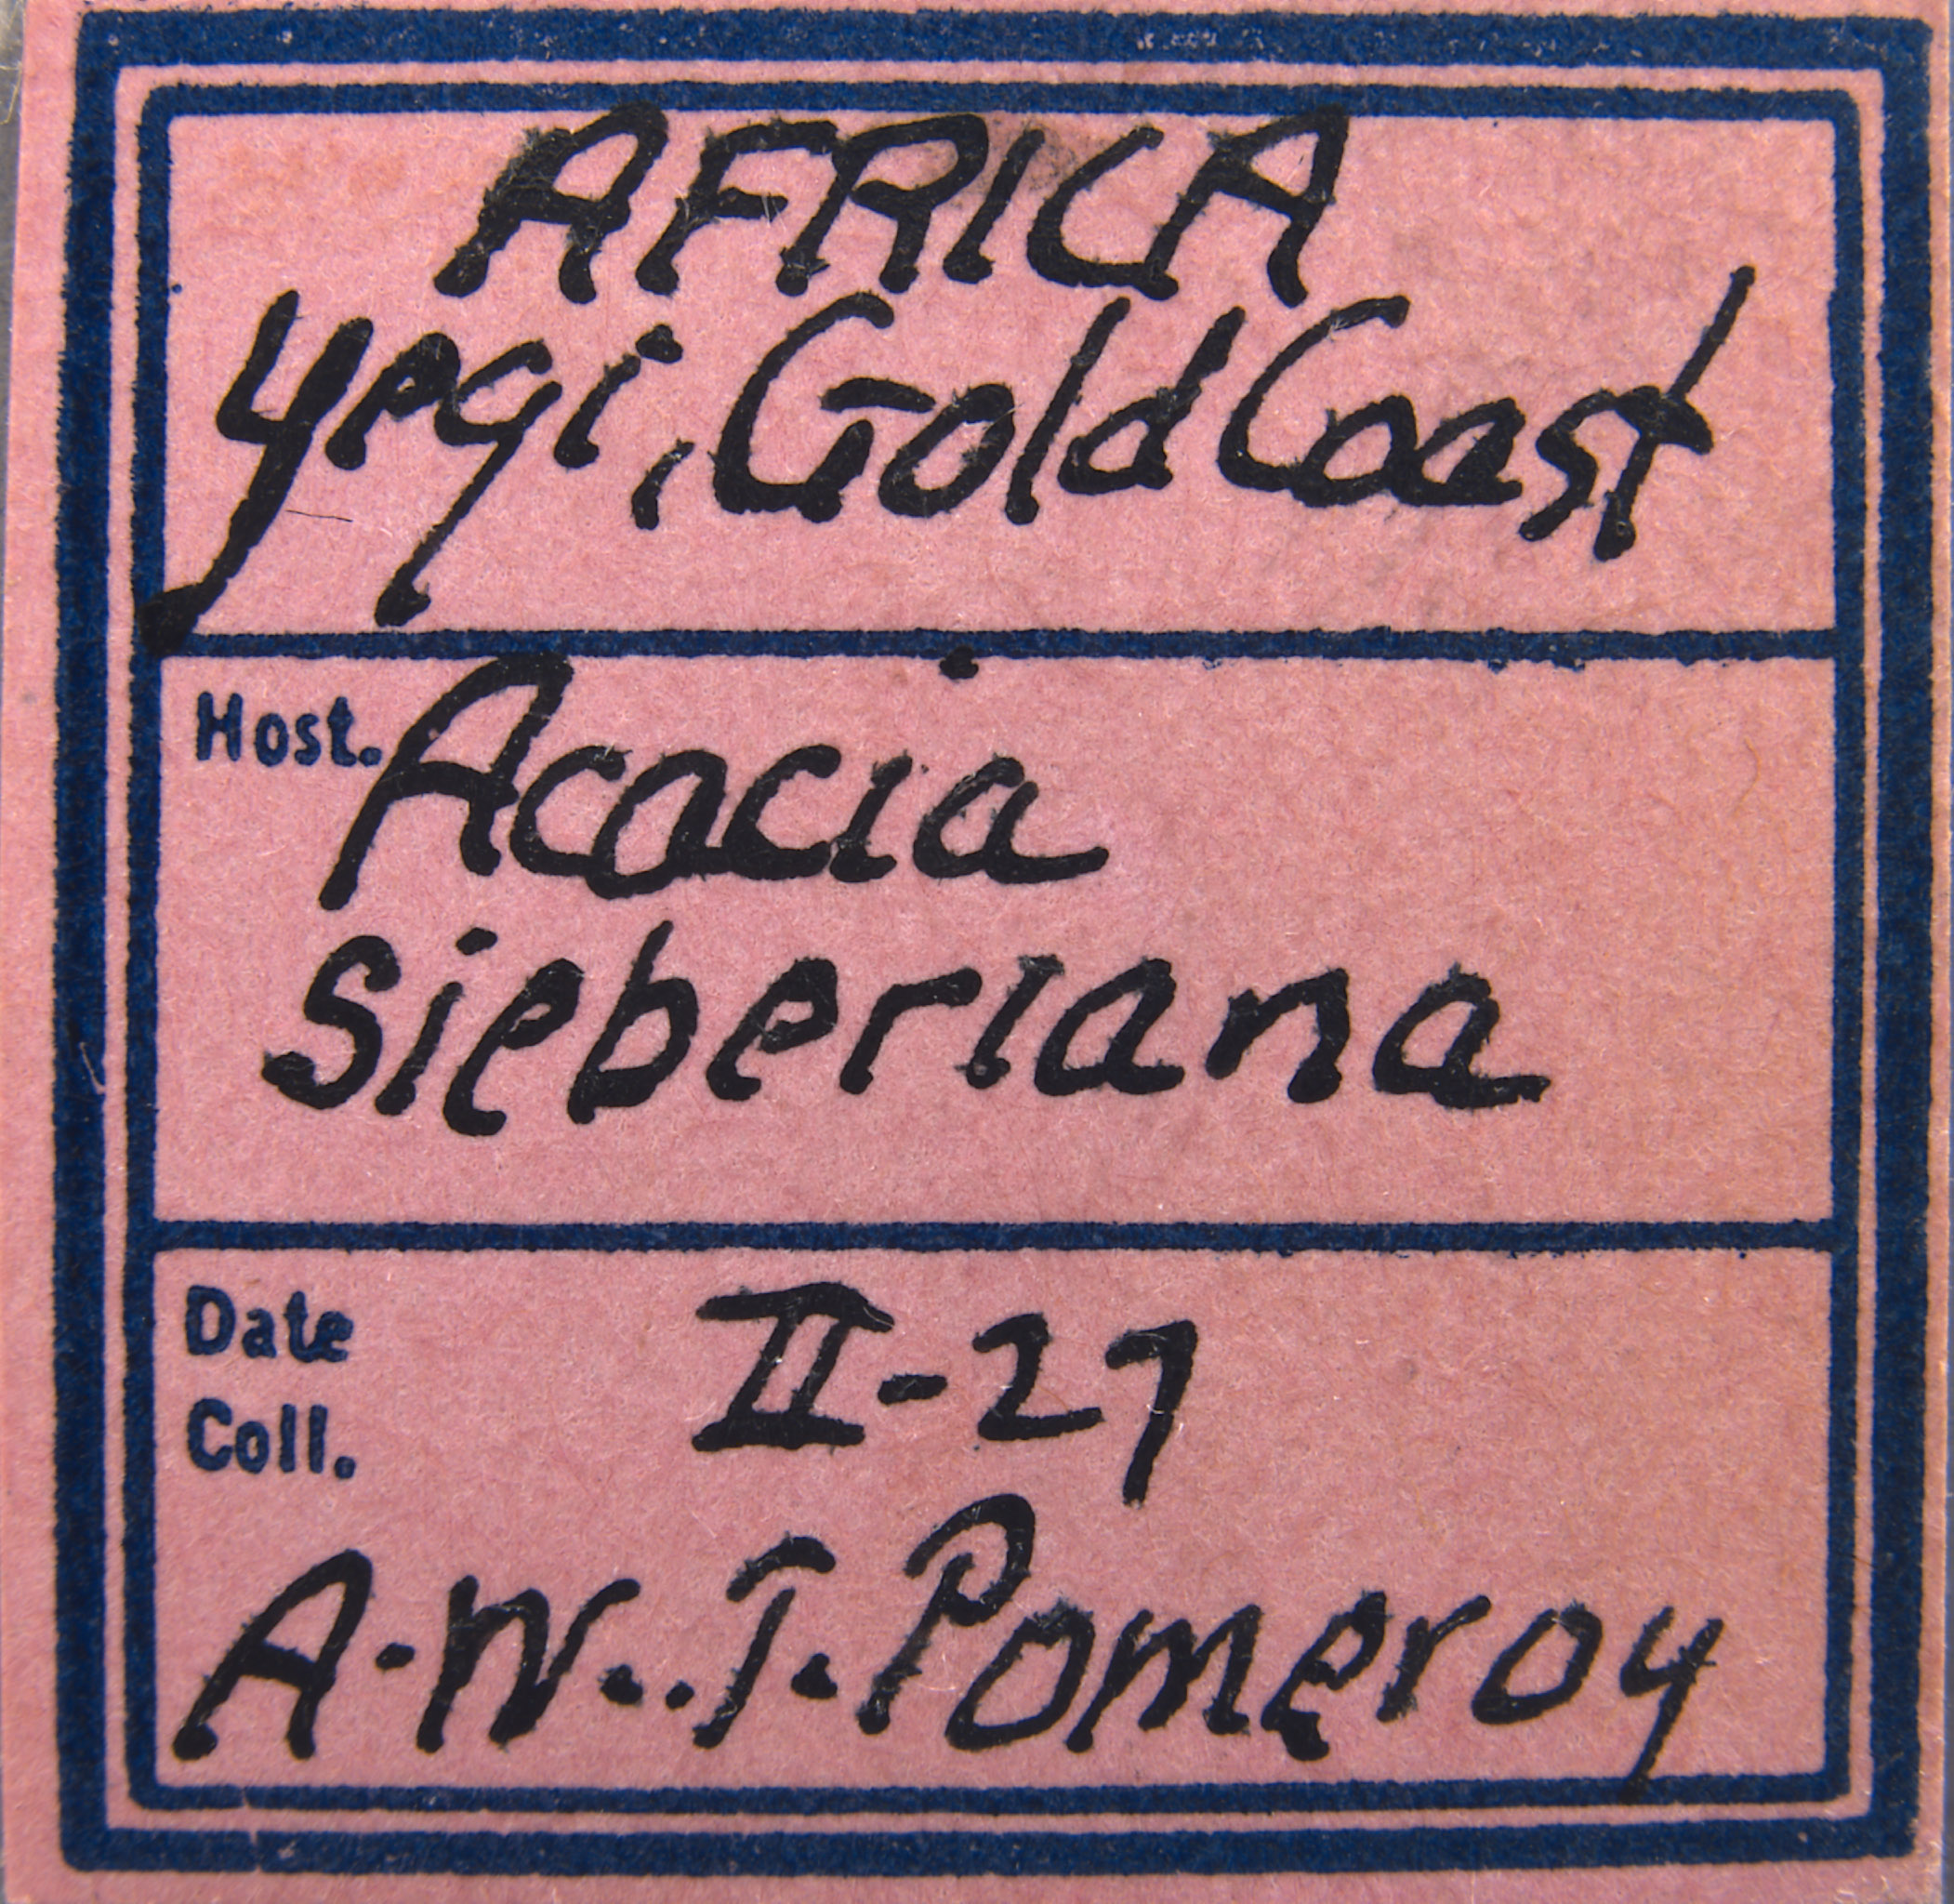 AFRICA
Yegi, Gold Coast
Host. Acacia
sieberiana
Date II-27
Coll.
A.W..J. Pomeroy